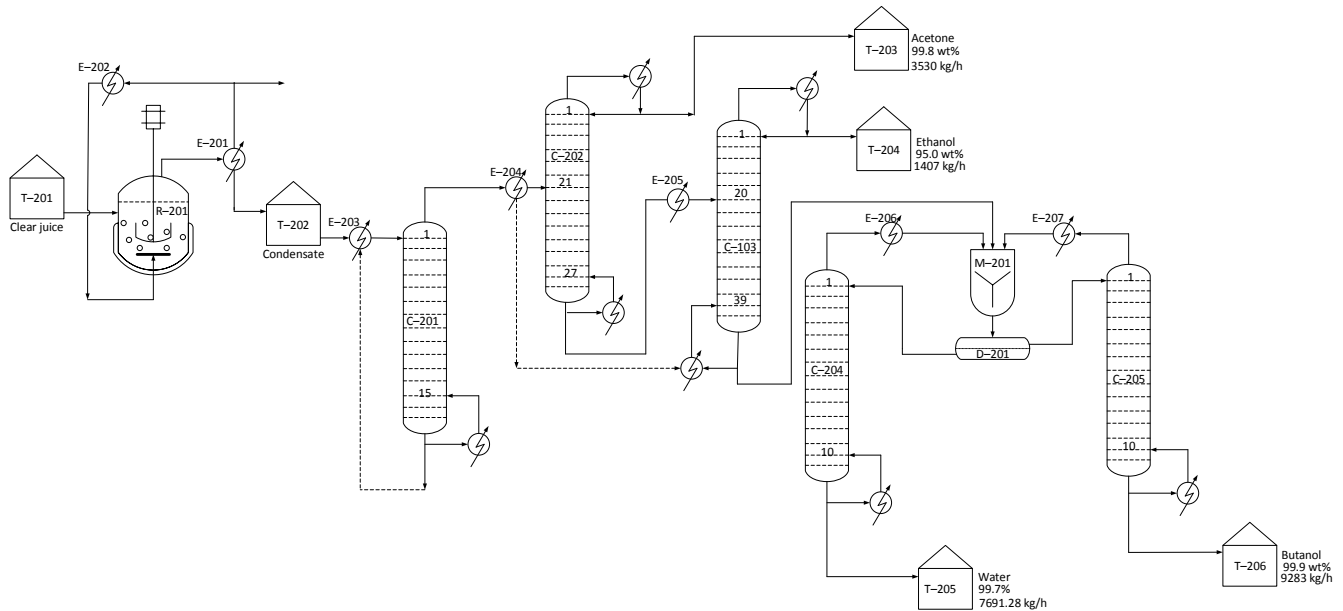 E–202
T–201
Clear juice
R–201
E–201
T–202
Condensate
E–203
1
C–201
15
E–204
1
C–202
21
27
E–205
1
20
C–103
39
T–203
Acetone
99.8 wt%
3530 kg/h
T–204
Ethanol
95.0 wt%
1407 kg/h
E–206
1
C–204
10
M–201
D–201
E–207
1
C–205
10
T–205
Water
99.7%
7691.28 kg/h
T–206
Butanol
99.9 wt%
9283 kg/h